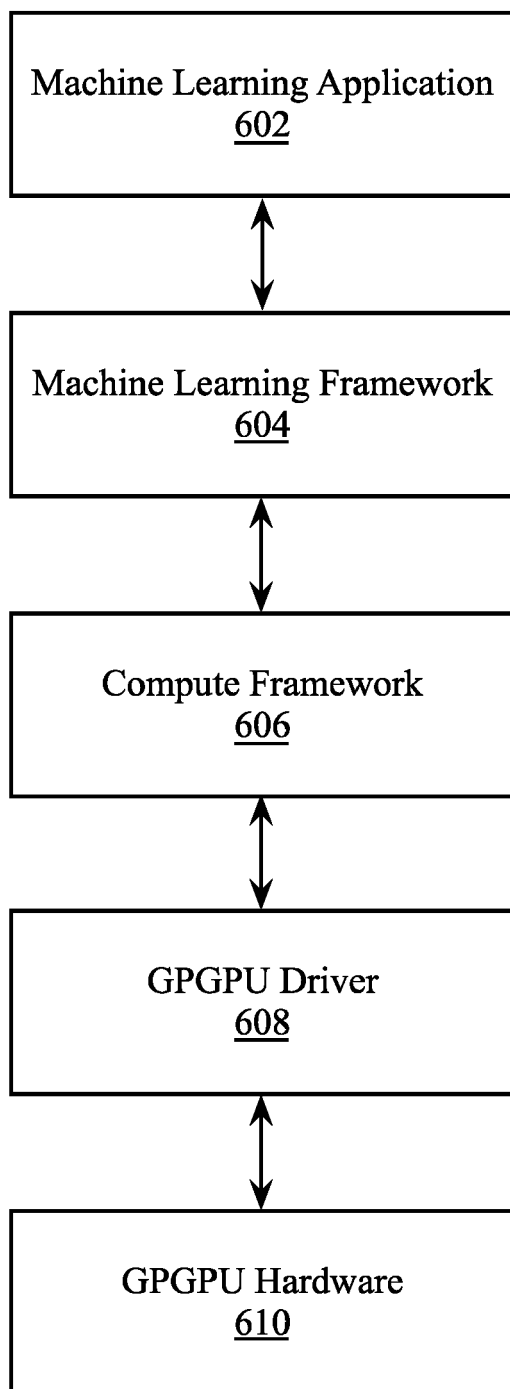 Machine Learning Application
602
Machine Learning Framework
604
Compute Framework
606
GPGPU Driver
608
GPGPU Hardware
610